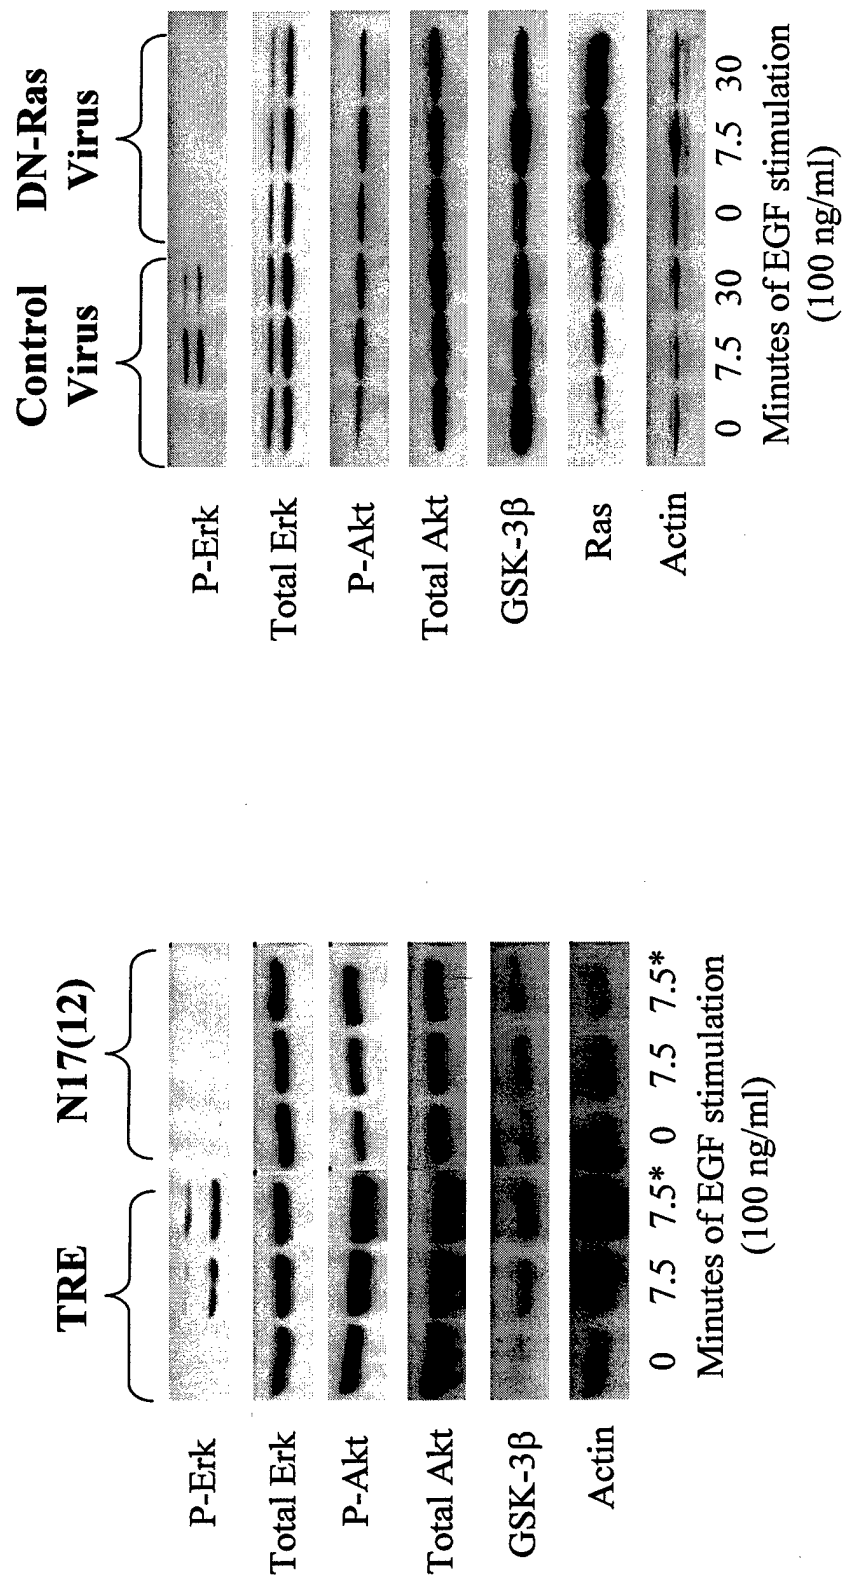 TRE
N17(12)
P-Erk
Total Erk
P-Akt
Total Akt
GSK-3β
Actin
0 7.5 7.5* 0 7.5 7.5*
Minutes of EGF stimulation
(100 ng/ml)
Control
Virus
DN-Ras
Virus
P-Erk
Total Erk
P-Akt
Total Akt
GSK-3β
Ras
Actin
0 7.5 30 0 7.5 30
Minutes of EGF stimulation
(100 ng/ml)